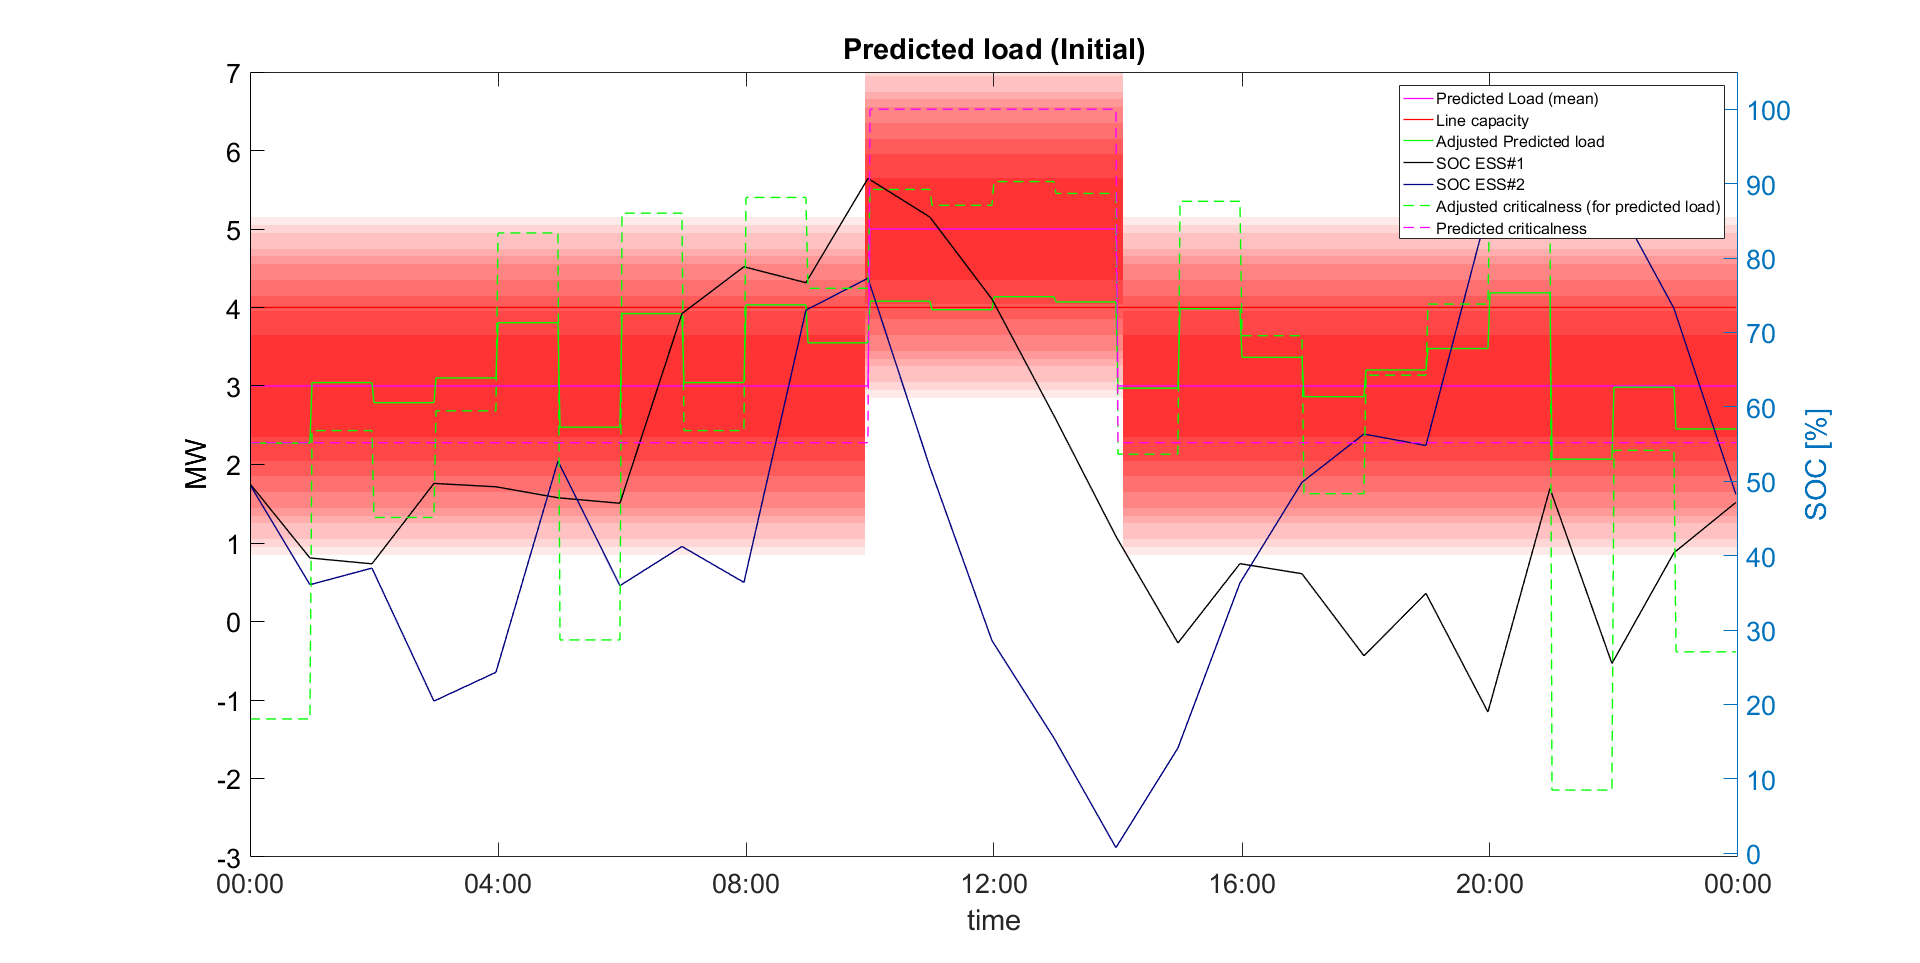 Predicted load (Initial)
7
6
5
4
3
2
1
0
-1
-2
-3
MW
Predicted Load (mean)
Line capacity
Adjusted Predicted load
SOC ESS#1
SOC ESS#2
Adjusted criticalness (for predicted load)
Predicted criticalness
100
90
80
70
60
50
40
30
20
10
0
SOC [%]
00:00 04:00 08:00 12:00 16:00 20:00 00:00
time